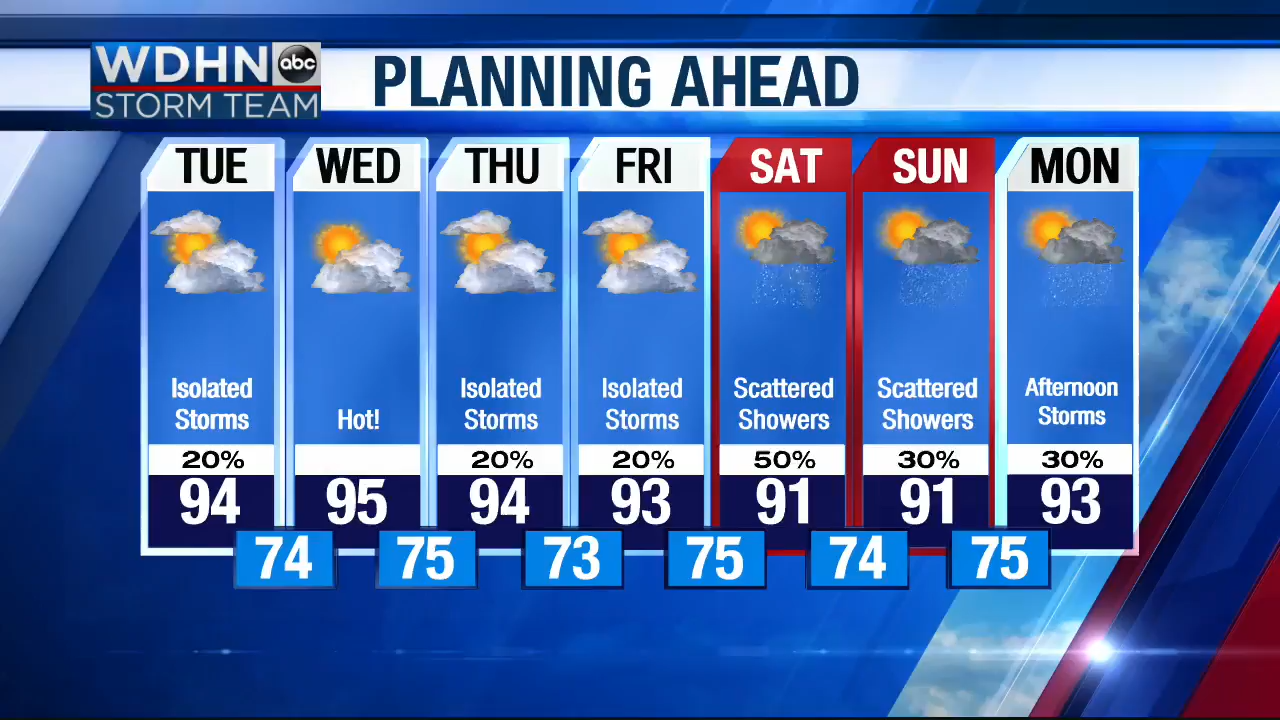 WDHN abc
STORM TEAM
PLANNING AHEAD
TUE WED THU FRI SAT SUN MON
Isolated Storms
Hot!
Isolated Storms
Isolated Storms
Scattered Showers
Scattered Showers
Afternoon Storms
20% 20% 20% 50% 30% 30%
94 95 94 93 91 91 93
74 75 73 75 74 75